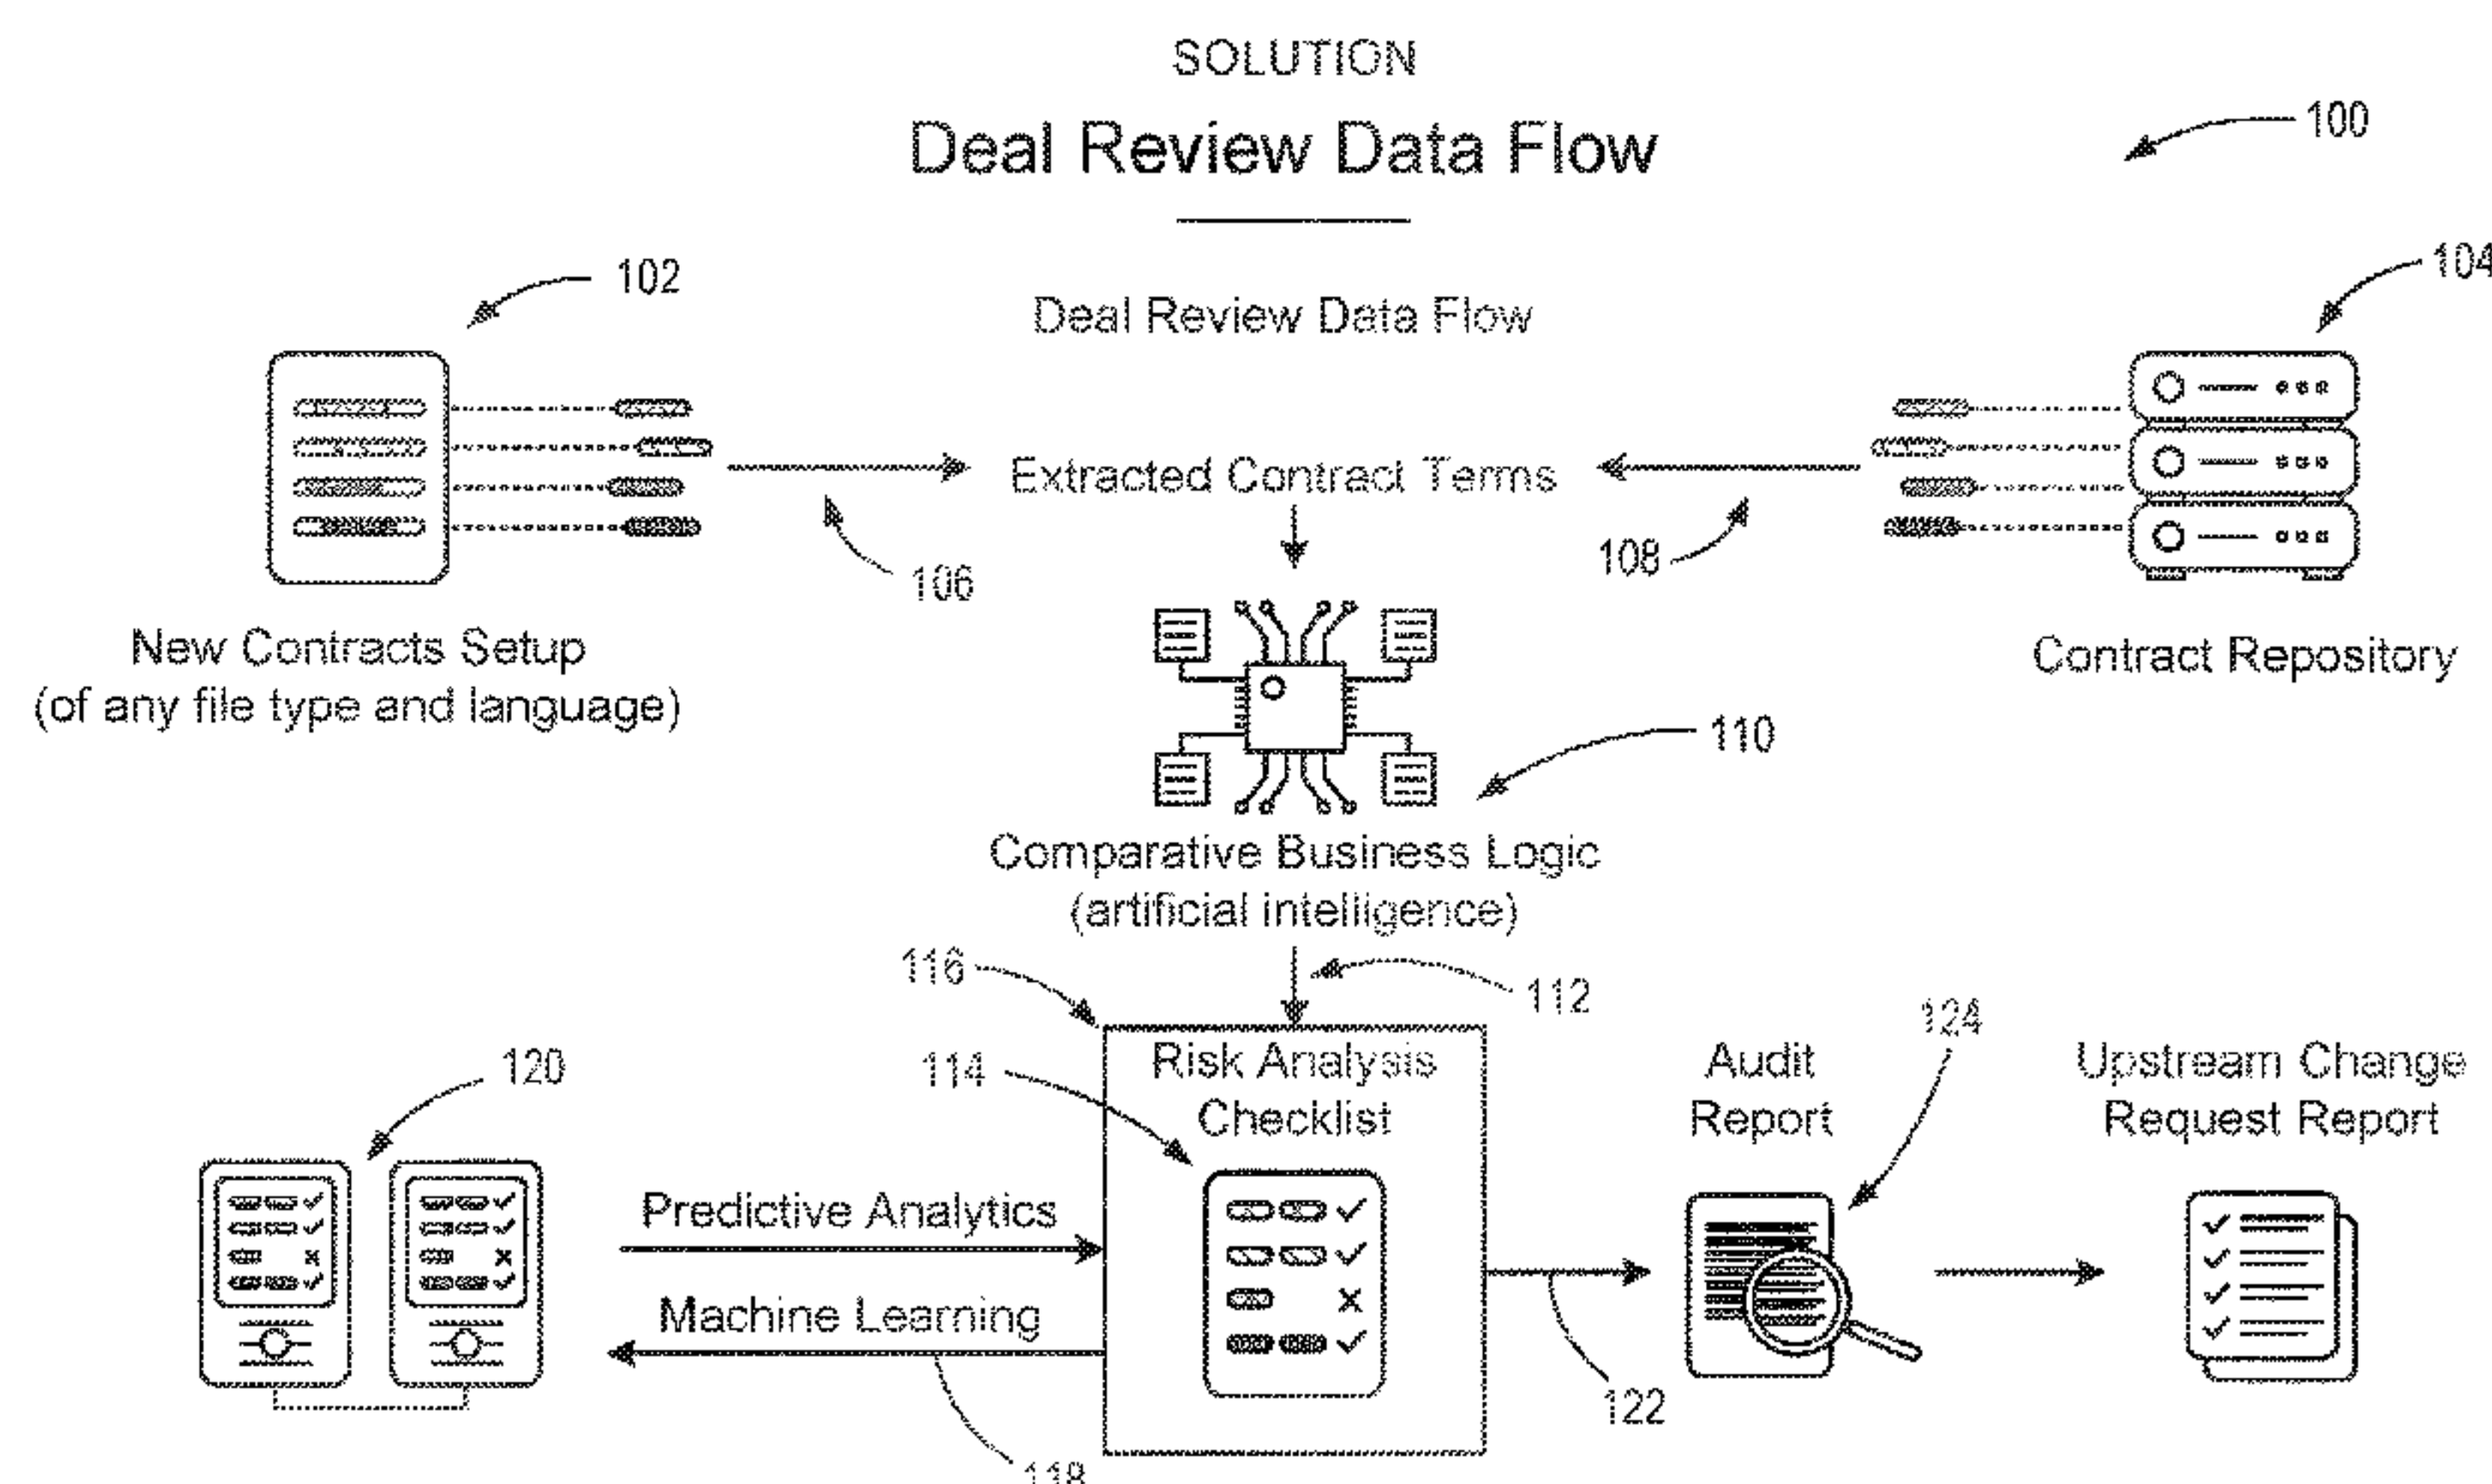 SOLUTION
Deal Review Data Flow
100
102
104
Deal Review Data Flow
Extracted Contract Terms
106
108
New Contracts Setup
(of any file type and language)
Contract Repository
110
Comparative Business Logic
(artificial intelligence)
116
112
124
120
114
Risk Analysis
Checklist
Audit
Report
Upstream Change
Request Report
Predictive Analytics
Machine Learning
122
118